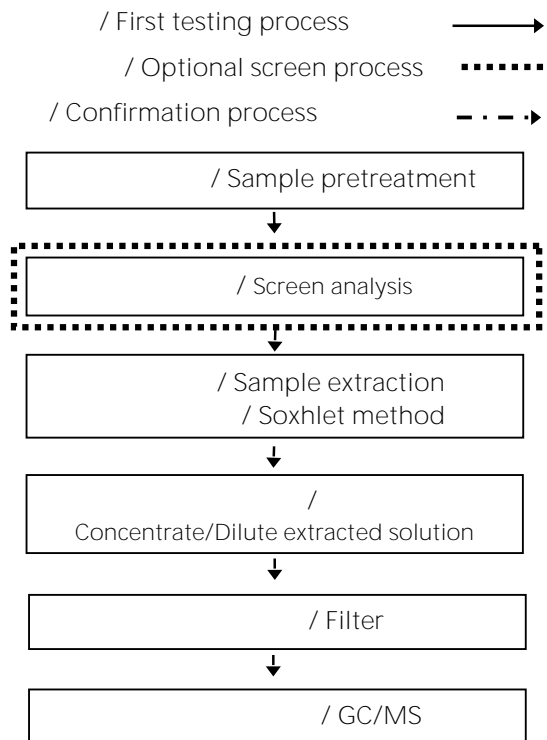 / First testing process
/ Optional screen process
/ Confirmation process
/ Sample pretreatment
/ Screen analysis
/ Sample extraction
/ Soxhlet method
/
Concentrate/Dilute extracted solution
/ Filter
/ GC/MS